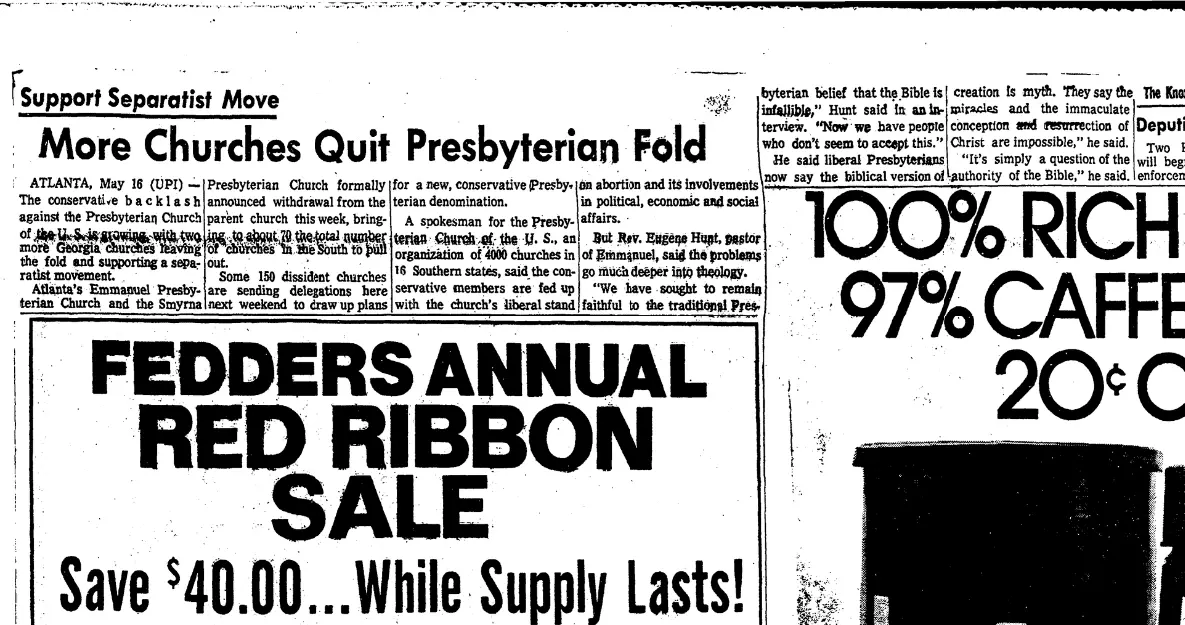 Support Separatist Move
More Churches Quit Presbyterian Fold
ATLANTA, May 16 (UPI) —
The conservative backlash
against the Presbyterian Church
of the U. S. is growing, with two
more Georgia churches leaving
the fold and supporting a sepa-
ratist movement.
Atlanta's Emmanuel Presby-
terian Church and the Smyrna
Presbyterian Church formally
announced withdrawal from the
parent church this week, bring-
ing to about 70 the total number
of churches in the South to pull
out.
Some 150 dissident churches
are sending delegations here
next weekend to draw up plans
for a new, conservative Presby-
terian denomination.
A spokesman for the Presby-
terian Church of the U. S., an
organization of 4000 churches in
16 Southern states, said the con-
servative members are fed up
with the church's liberal stand
on abortion and its involvements
in political, economic and social
affairs.
But Rev. Eugene Hunt, pastor
of Emmanuel, said the problems
go much deeper into theology.
"We have sought to remain
faithful to the traditional Pres-
byterian belief that the Bible is
infallible," Hunt said in an in-
terview. "Now we have people
who don't seem to accept this."
He said liberal Presbyterians
now say the biblical version of
creation is myth. They say the
miracles and the immaculate
conception and resurrection of
Christ are impossible," he said.
"It's simply a question of the
authority of the Bible," he said.
The Kno
Deputi
Two
will beg
enforcem
FEDDERS ANNUAL
RED RIBBON
SALE
Save $40.00...While Supply Lasts!
100% RICH
97% CAFFE
20¢